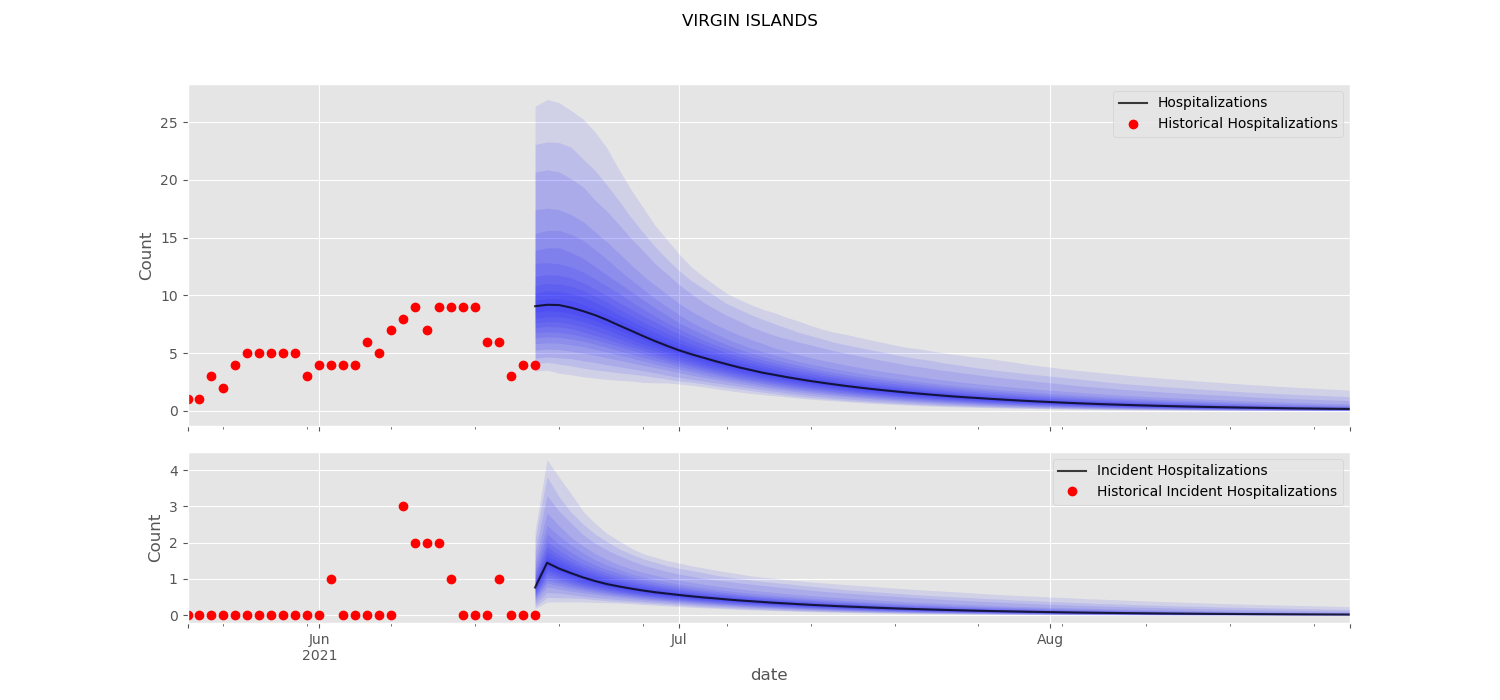 VIRGIN ISLANDS
Hospitalizations
Historical Hospitalizations
Count
25
20
15
10
5
0
Incident Hospitalizations
Historical Incident Hospitalizations
Count
4
3
2
1
0
Jun
2021
Jul
Aug
date